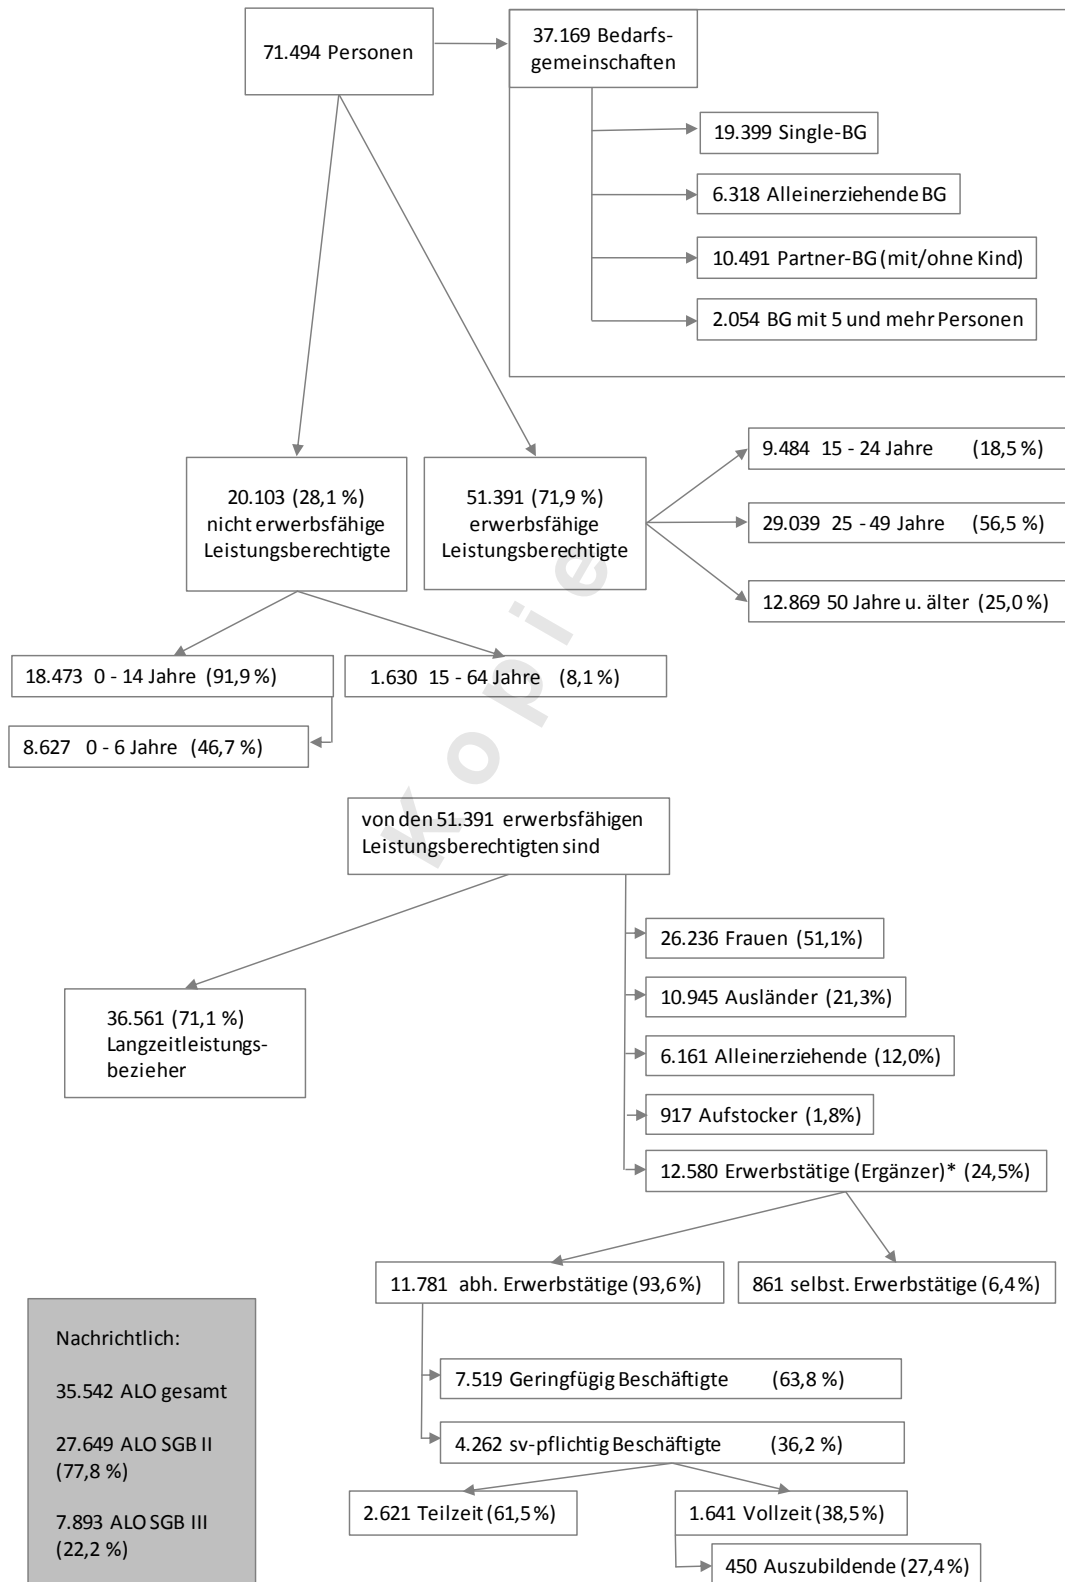 71.494 Personen
37.169 Bedarfs-
gemeinschaften
19.399 Single-BG
6.318 Alleinerziehende BG
10.491 Partner-BG (mit/ohne Kind)
2.054 BG mit 5 und mehr Personen
20.103 (28,1 %)
nicht erwerbsfähige
Leistungsberechtigte
51.391 (71,9 %)
erwerbsfähige
Leistungsberechtigte
9.484 15 - 24 Jahre (18,5 %)
29.039 25 - 49 Jahre (56,5 %)
12.869 50 Jahre u. älter (25,0 %)
18.473 0 - 14 Jahre (91,9 %)
1.630 15 - 64 Jahre (8,1 %)
8.627 0 - 6 Jahre (46,7 %)
Kopie
von den 51.391 erwerbsfähigen
Leistungsberechtigten sind
36.561 (71,1 %)
Langzeitleistungs-
bezieher
26.236 Frauen (51,1%)
10.945 Ausländer (21,3%)
6.161 Alleinerziehende (12,0%)
917 Aufstocker (1,8%)
12.580 Erwerbstätige (Ergänzer)* (24,5%)
11.781 abh. Erwerbstätige (93,6 %)
861 selbst. Erwerbstätige (6,4 %)
7.519 Geringfügig Beschäftigte (63,8 %)
4.262 sv-pflichtig Beschäftigte (36,2 %)
2.621 Teilzeit (61,5 %)
1.641 Vollzeit (38,5 %)
450 Auszubildende (27,4 %)
Nachrichtlich:
35.542 ALO gesamt
27.649 ALO SGB II
(77,8 %)
7.893 ALO SGB III
(22,2 %)